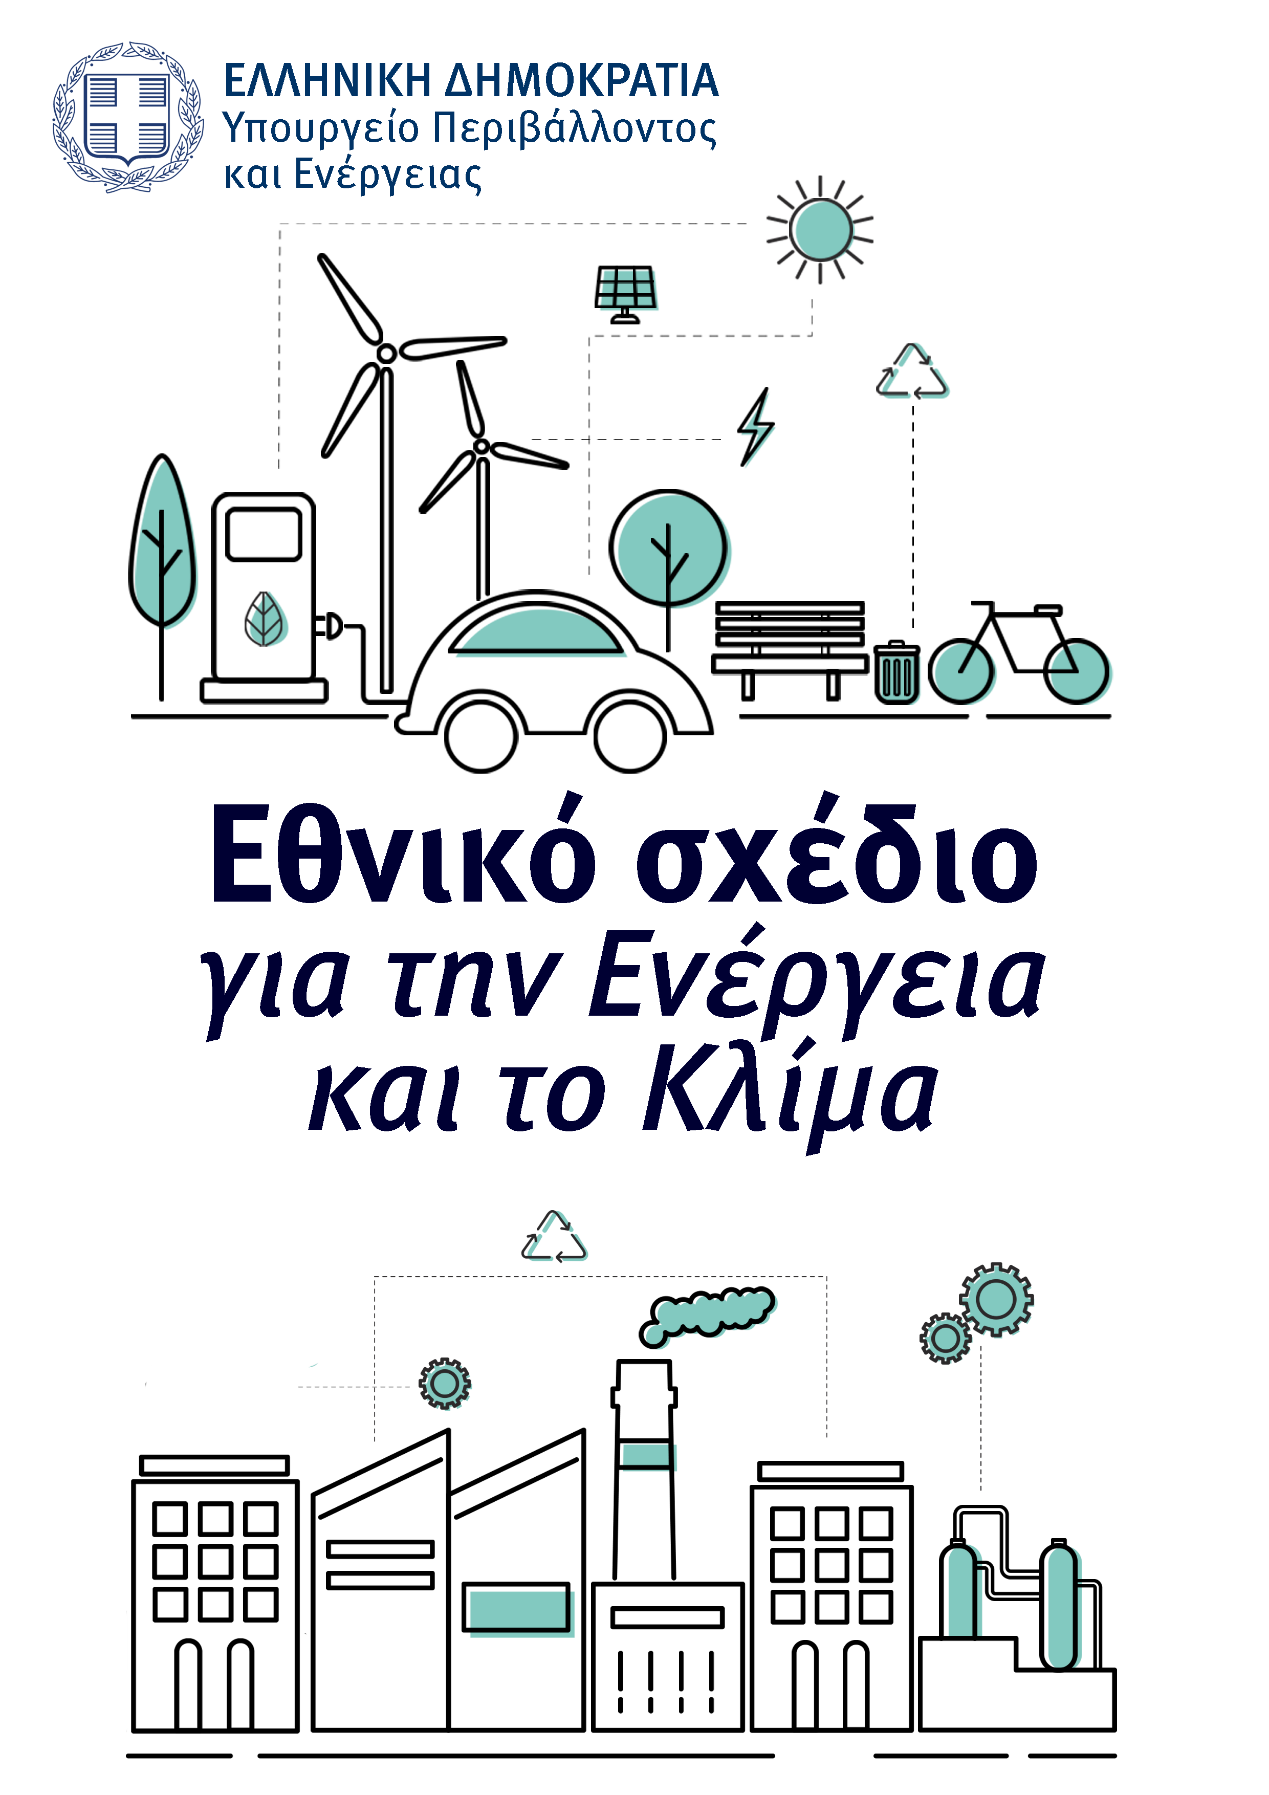 ΕΛΛΗΝΙΚΗ ΔΗΜΟΚΡΑΤΙΑ
Υπουργείο Περιβάλλοντος
και Ενέργειας
Εθνικό σχέδιο
για την Ενέργεια
και το Κλίμα